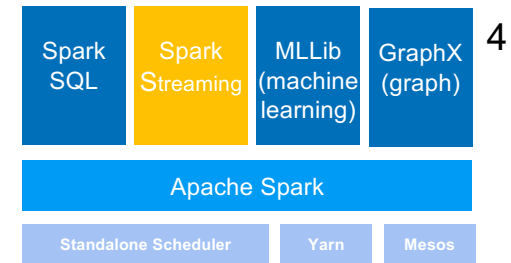 Spark
SQL
Spark
Streaming
MLLib
(machine
learning)
GraphX
(graph)
4
Apache Spark
Standalone Scheduler
Yarn
Mesos